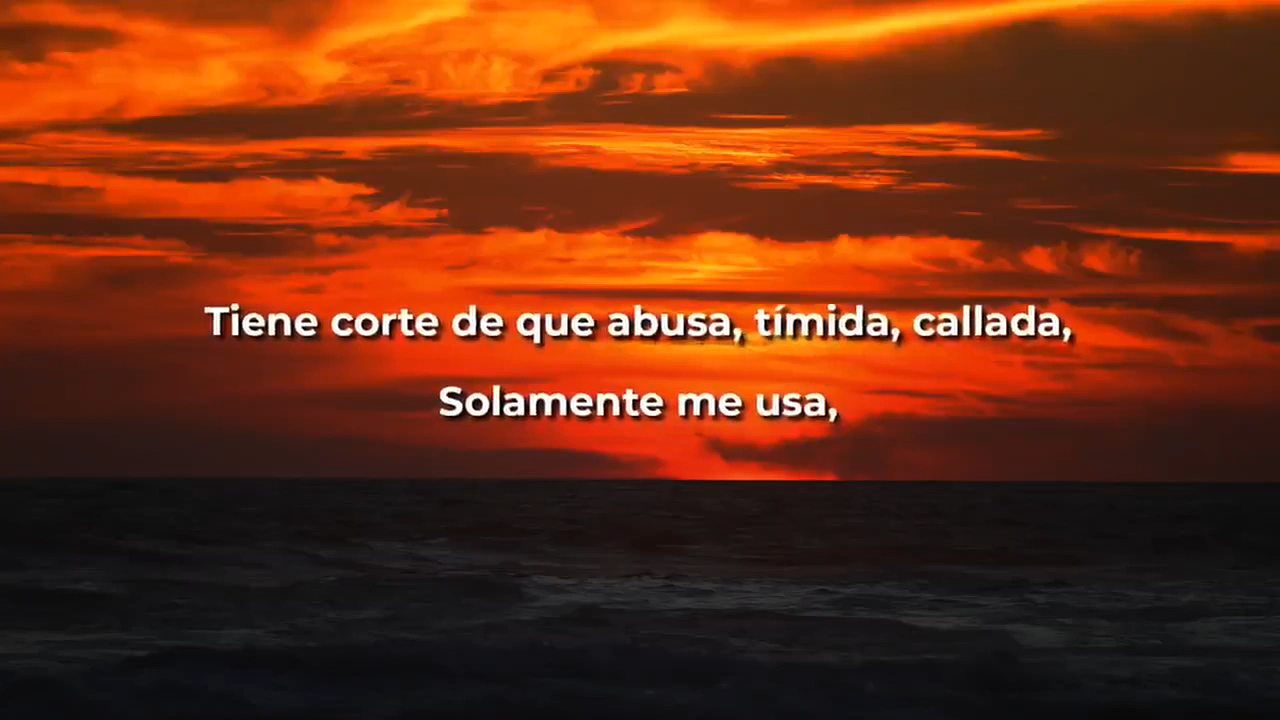 Tiene corte de que abusa, tímida, callada,
Solamente me usa,